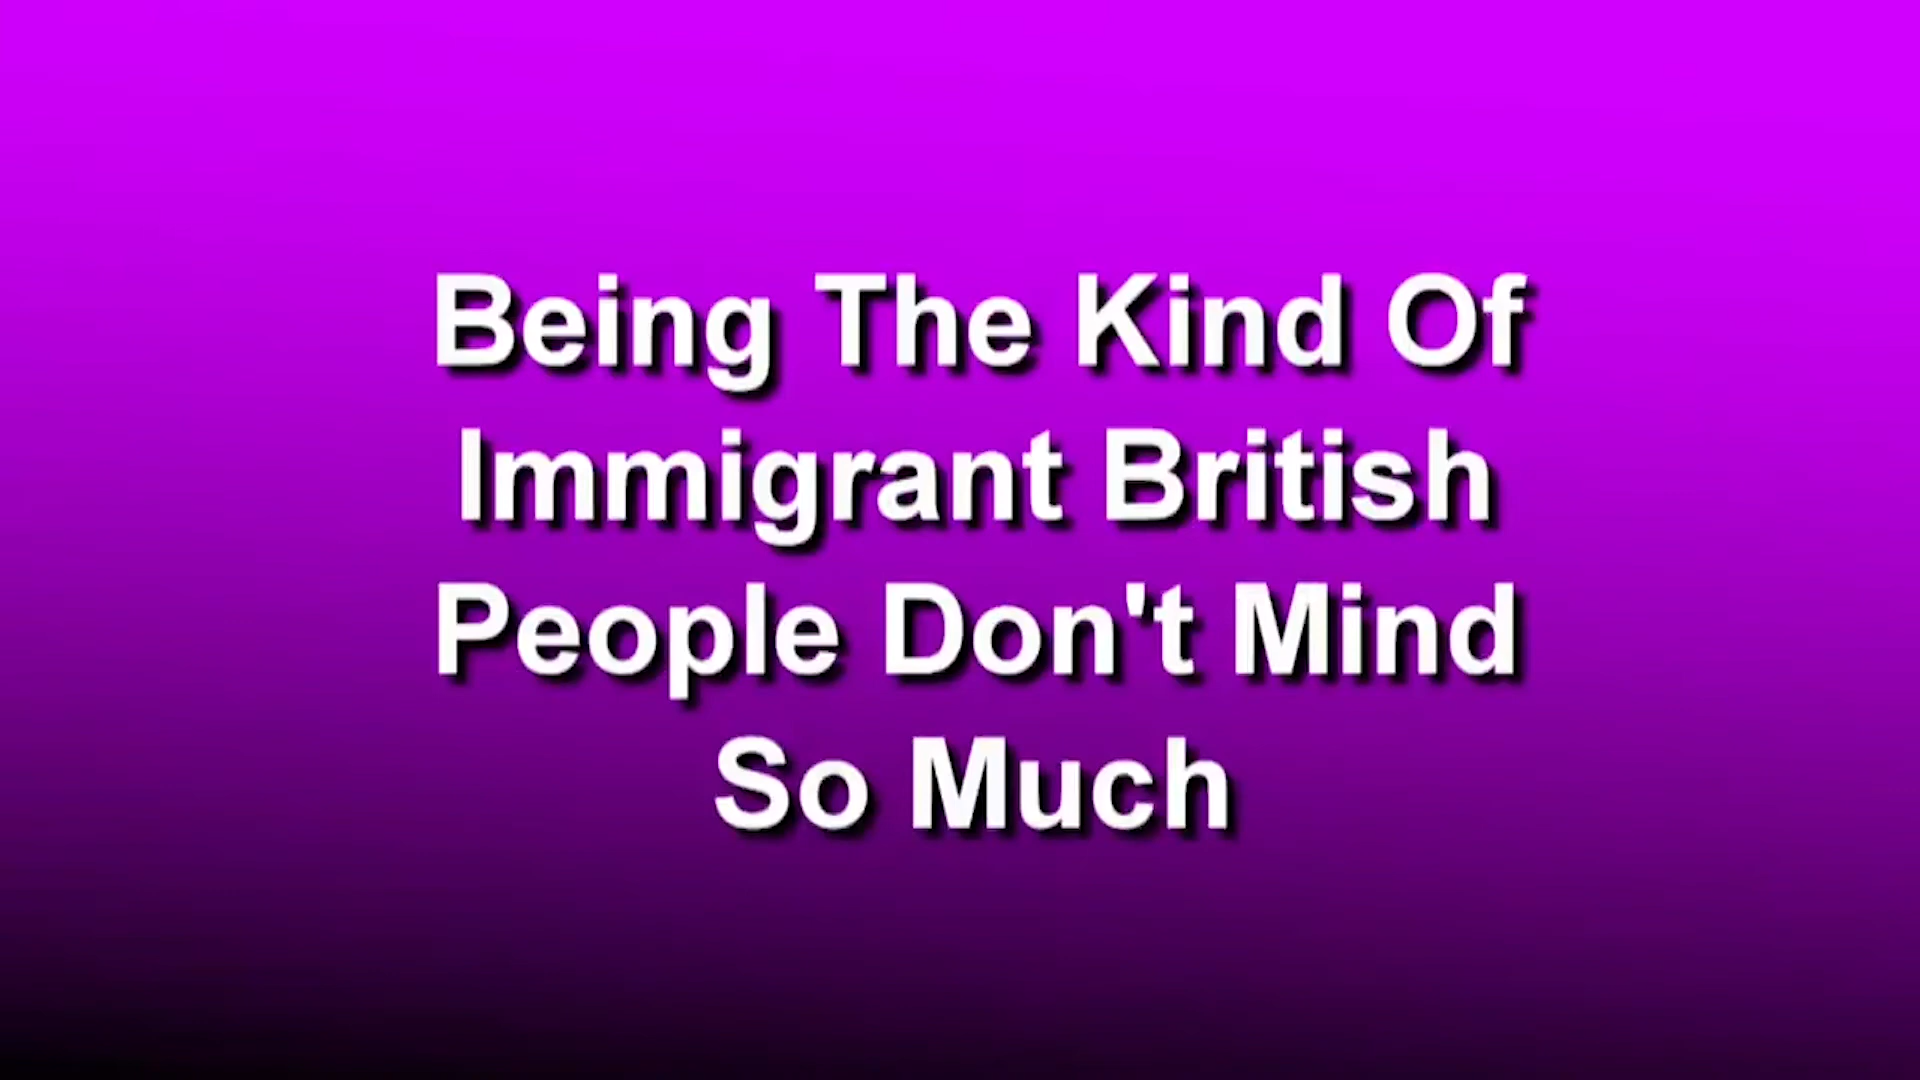 Being The Kind Of
Immigrant British
People Don't Mind
So Much